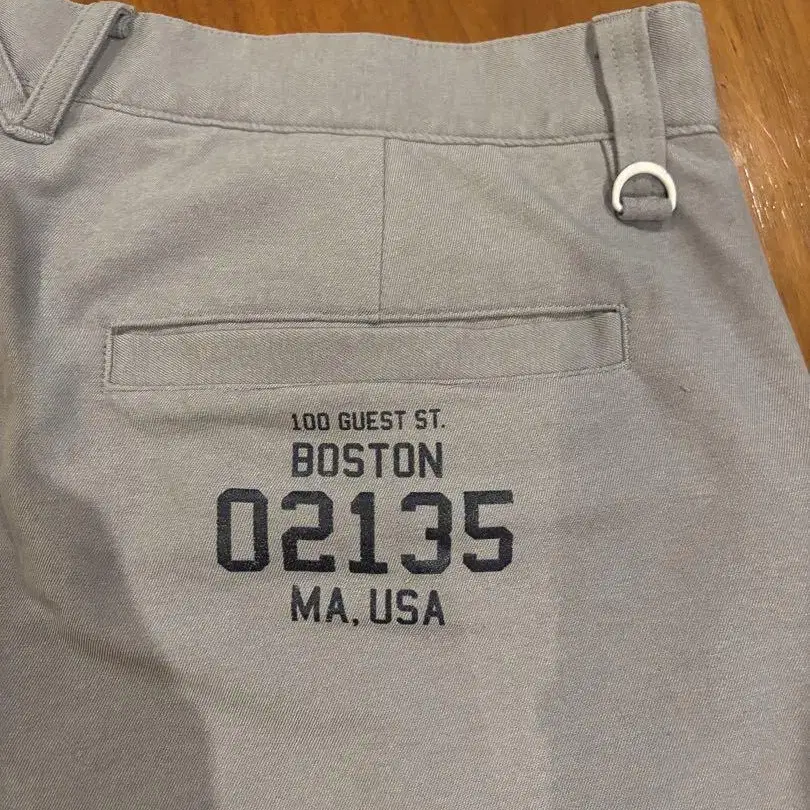 100 GUEST ST.
BOSTON
02135
MA, USA